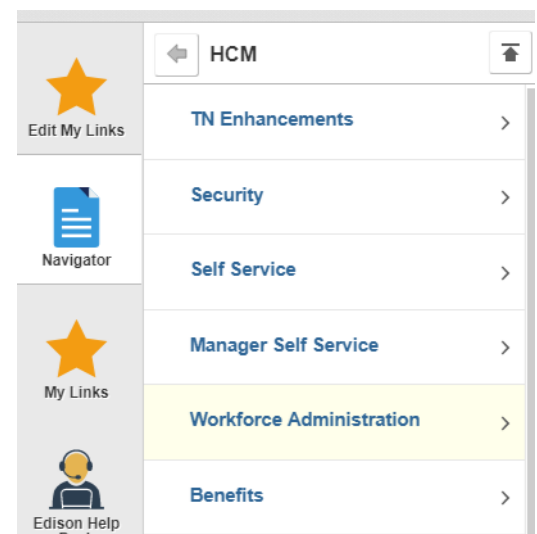 HCM
Edit My Links
Navigator
My Links
Edison Help
TN Enhancements
Security
Self Service
Manager Self Service
Workforce Administration
Benefits